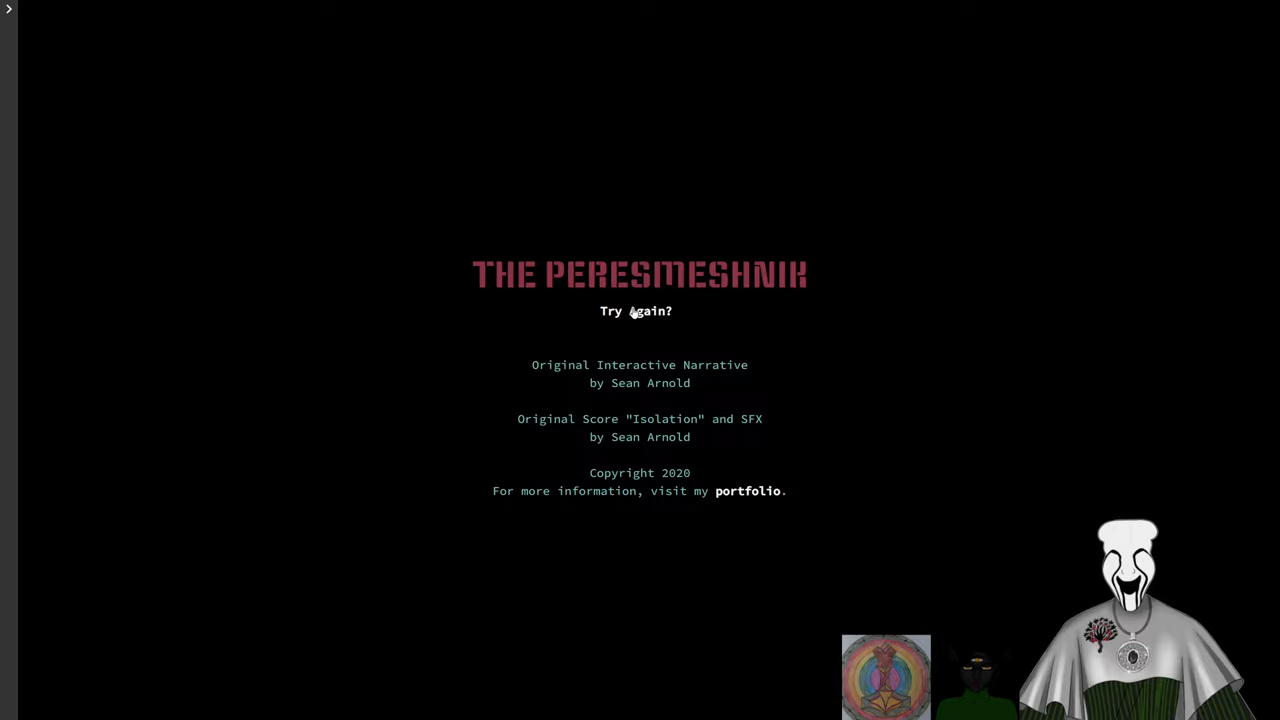 THE PERESMESHNIK
Try Again?
Original Interactive Narrative
by Sean Arnold
Original Score "Isolation" and SFX
by Sean Arnold
Copyright 2020
For more information, visit my portfolio.